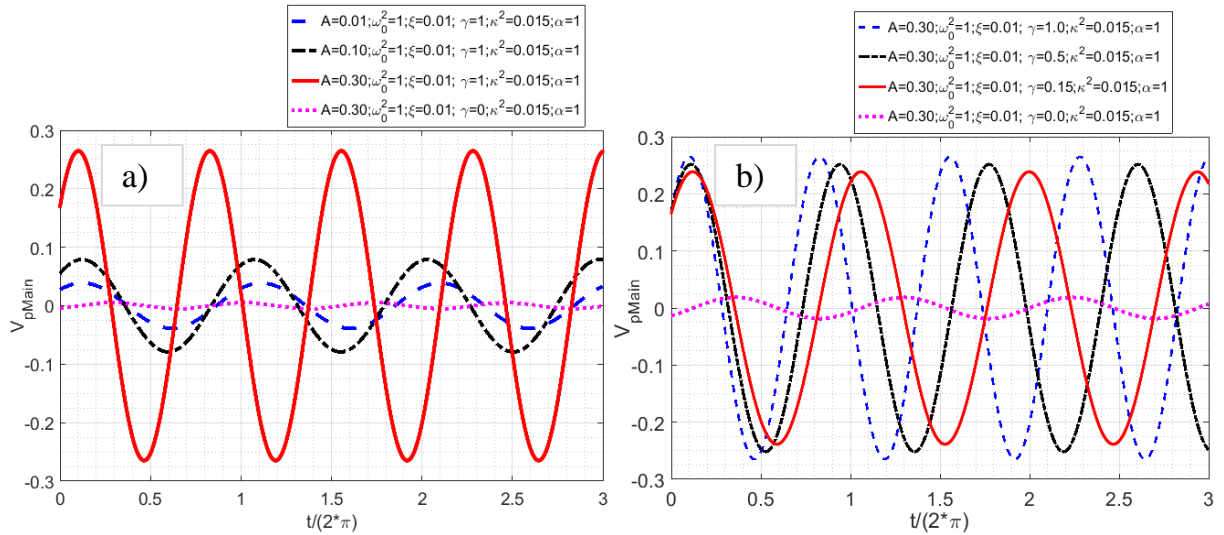 A=0.01;ω₀²=1;ξ=0.01; γ=1;κ²=0.015;α=1
A=0.10;ω₀²=1;ξ=0.01 γ=1;κ²=0.015;α=1
A=0.30;ω₀²=1;ξ=0.01 γ=1;κ²=0.015;α=1
A=0.30;ω₀²=1;ξ=0.01; γ=0;κ²=0.015;α=1
a)
0.3
0.2
0.1
0
-0.1
-0.2
-0.3
V_pMain
0 0.5 1 1.5 2 2.5 3
t/(2*π)
A=0.30;ω₀²=1;ξ=0.01 γ=1.0;κ²=0.015;α=1
A=0.30;ω₀²=1;ξ=0.01 γ=0.5;κ²=0.015;α=1
A=0.30;ω₀²=1;ξ=0.01 γ=0.15;κ²=0.015;α=1
A=0.30;ω₀²=1;ξ=0.01 γ=0.0;κ²=0.015;α=1
b)
0.3
0.2
0.1
0
-0.1
-0.2
-0.3
V_pMain
0 0.5 1 1.5 2 2.5 3
t/(2*π)